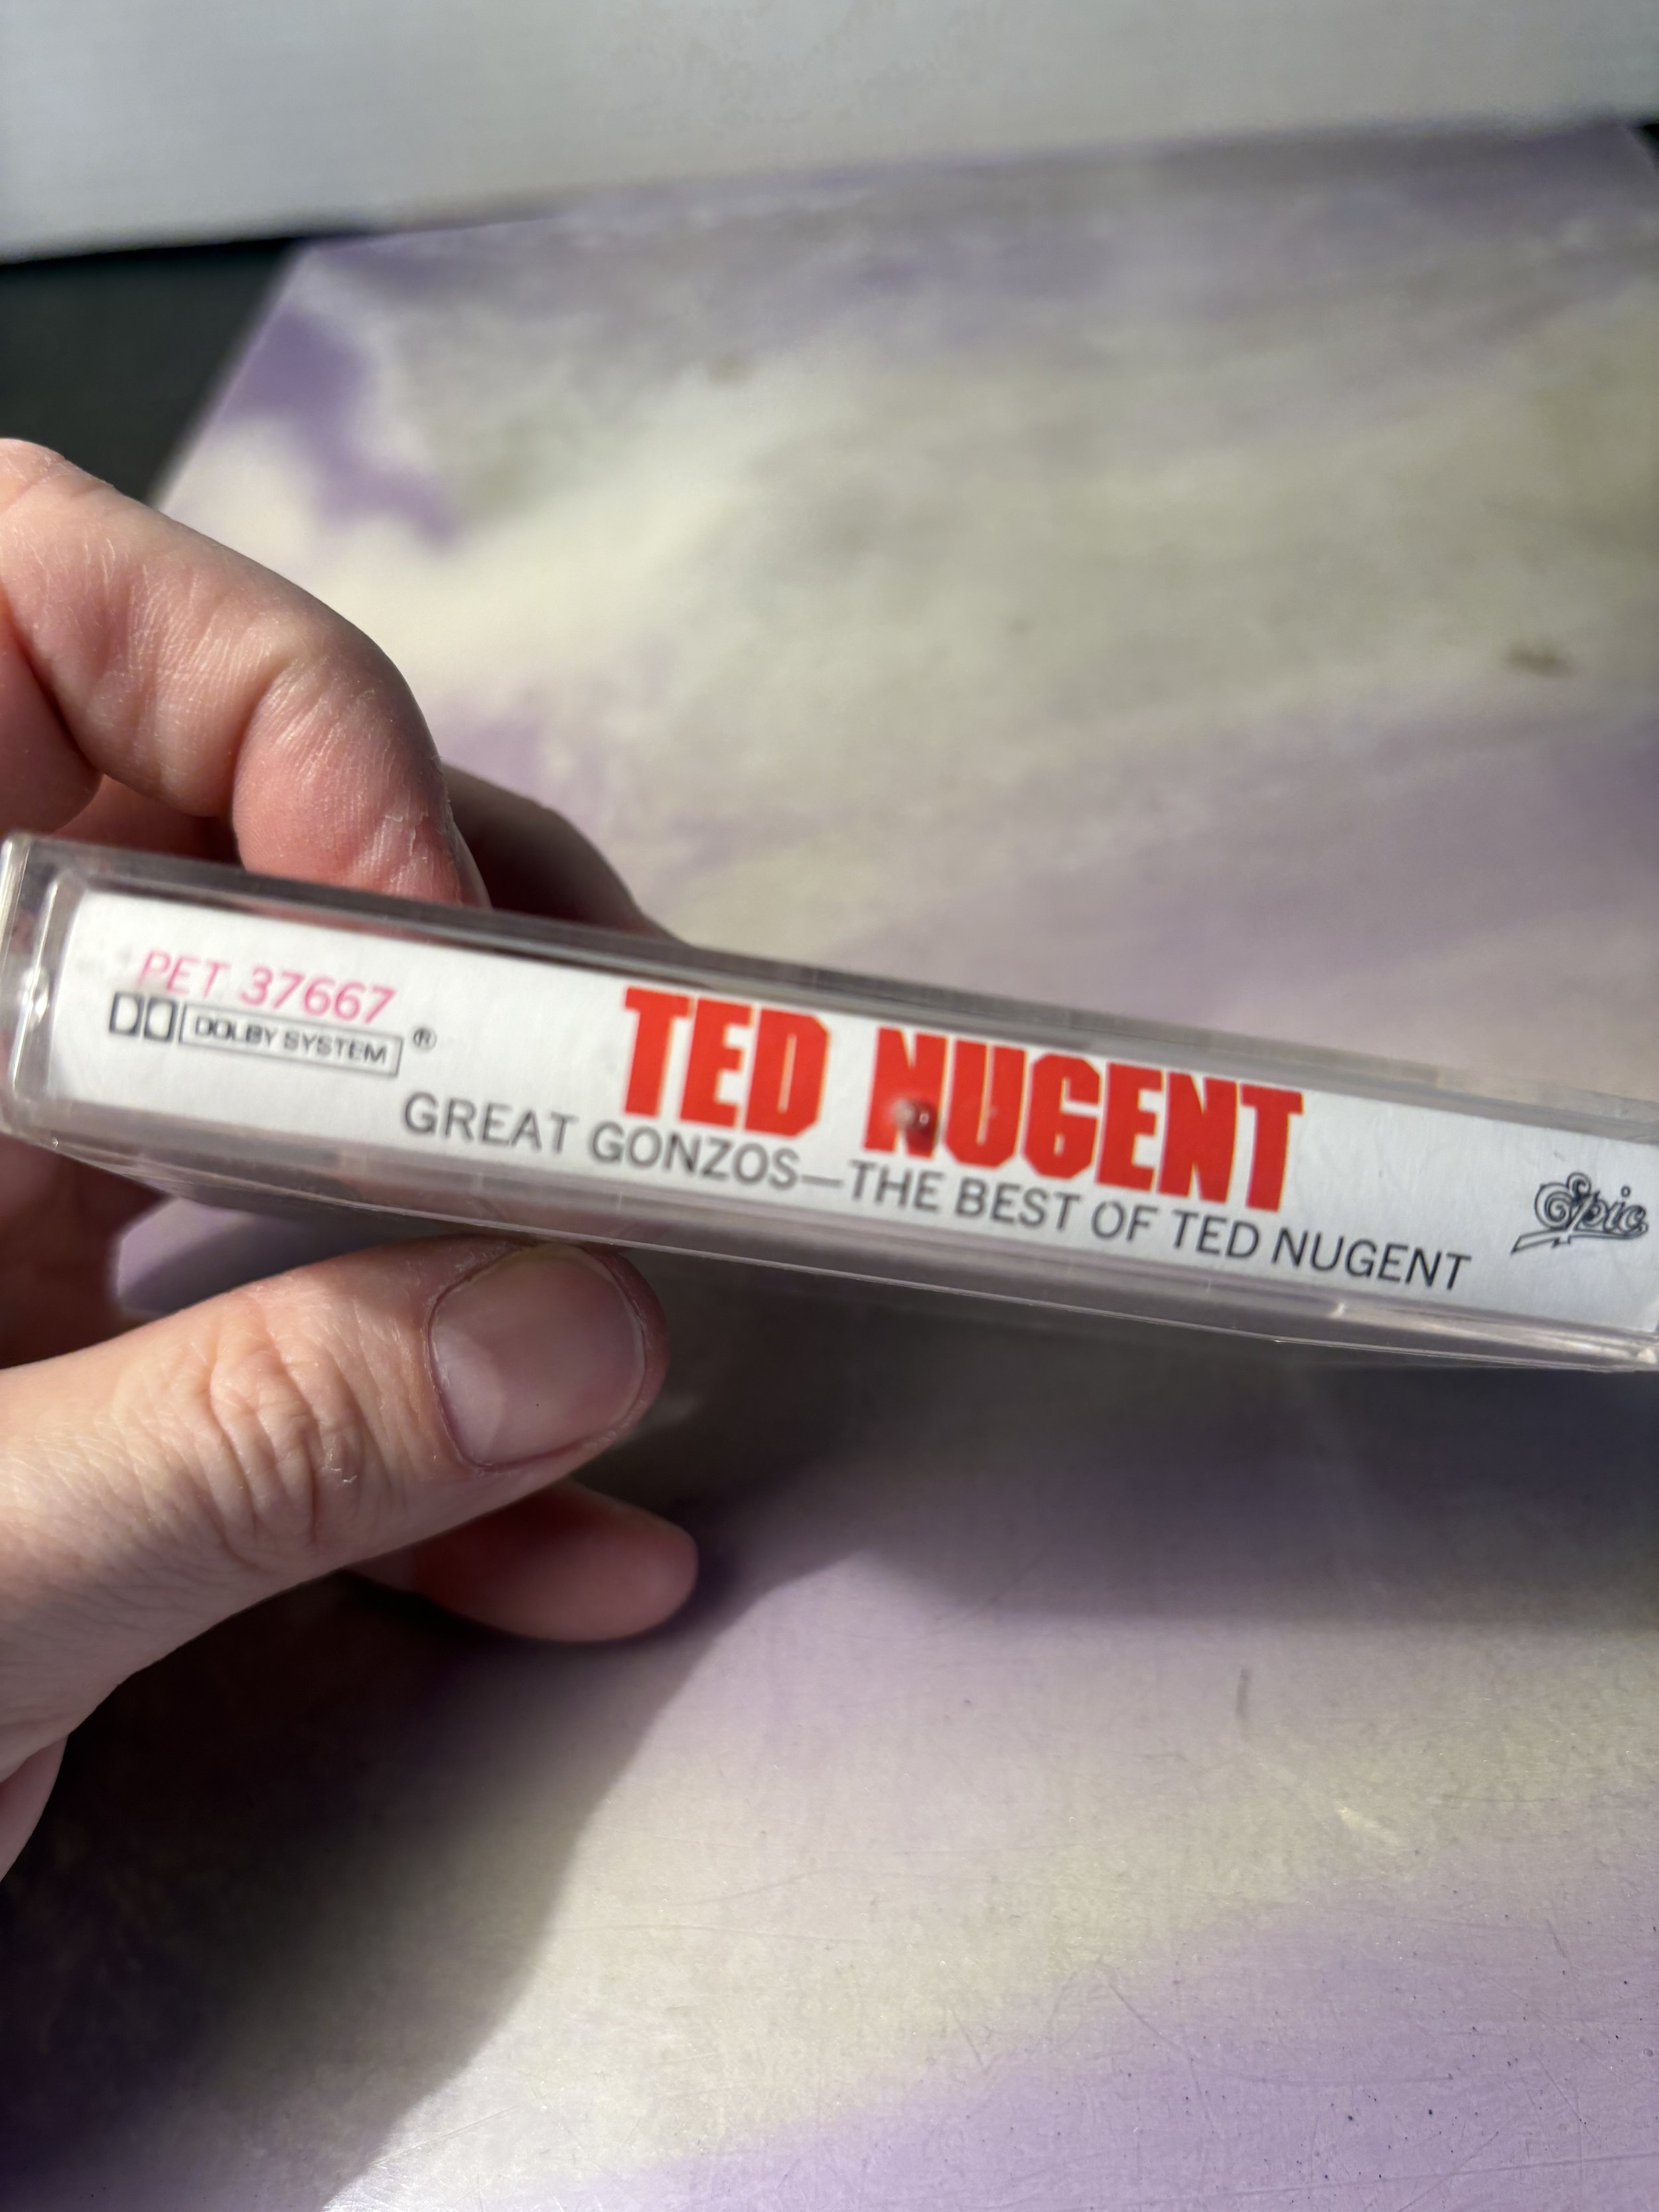 PET 37667
DOLBY SYSTEM ®
TED NUGENT
GREAT GONZOS—THE BEST OF TED NUGENT
Epic